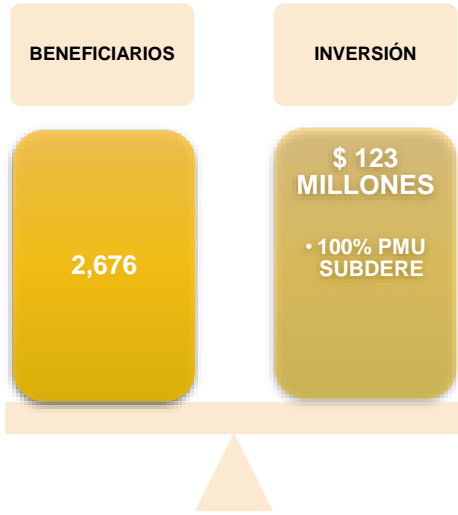 BENEFICIARIOS
INVERSIÓN
2,676
$ 123
MILLONES
• 100% PMU
SUBDERE